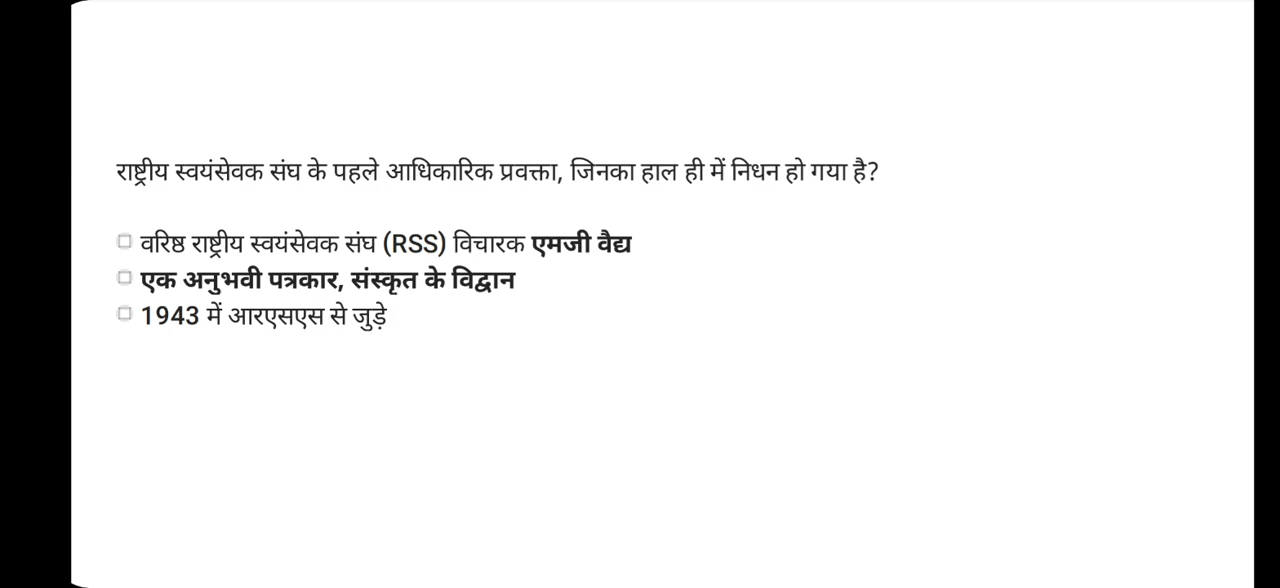 राष्ट्रीय स्वयंसेवक संघ के पहले आधिकारिक प्रवक्ता, जिनका हाल ही में निधन हो गया है?
वरिष्ठ राष्ट्रीय स्वयंसेवक संघ (RSS) विचारक एमजी वैद्य
एक अनुभवी पत्रकार, संस्कृत के विद्वान
1943 में आरएसएस से जुड़े